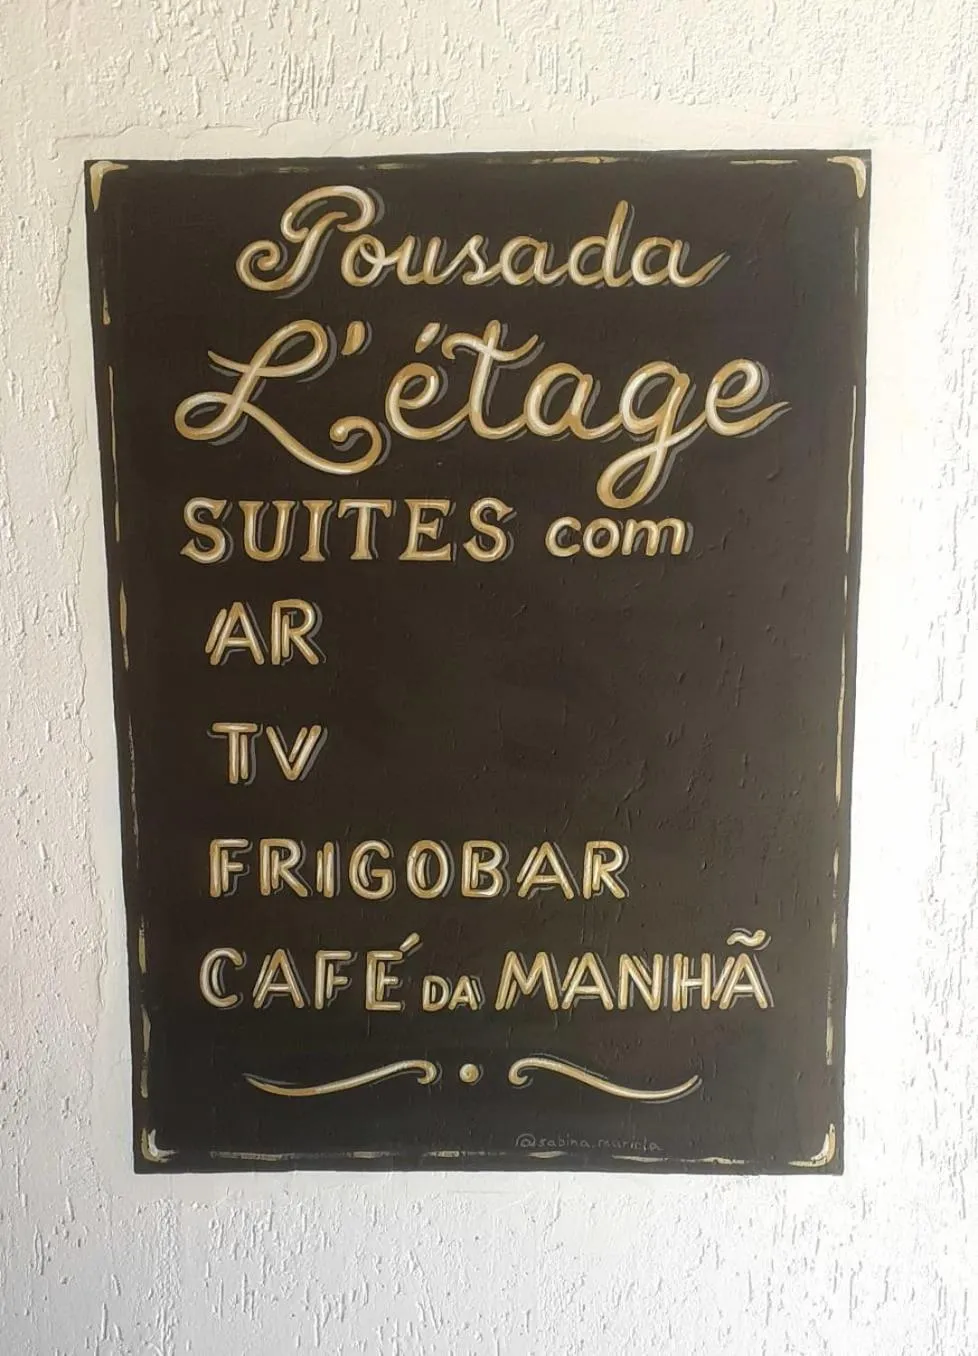 Pousada
L'étage
SUITES com
AR
TV
FRIGOBAR
CAFÉ DA MANHÃ